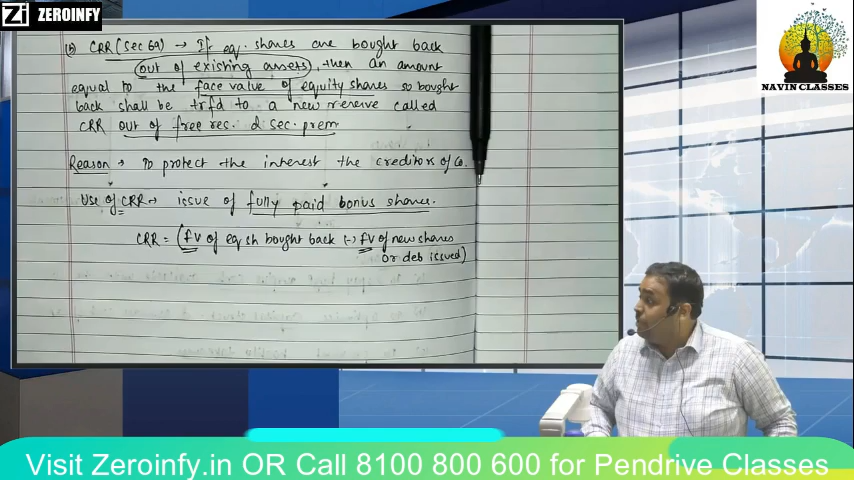 Zi ZEROINFY
NAVIN CLASSES
(15) CRR (Sec 69) → If eq. shares are bought back
out of existing assets, then an amount
equal to the face value of equity shares so bought
back shall be trfd to a new reserve called
CRR out of free res. & sec. prem
Reason → To protect the interest the creditors of Co.
Use of CRR → issue of fully paid bonus shares.
CRR = (FV of eq sh bought back (-) FV of new shares
or deb issued)
Visit Zeroinfy.in OR Call 8100 800 600 for Pendrive Classes